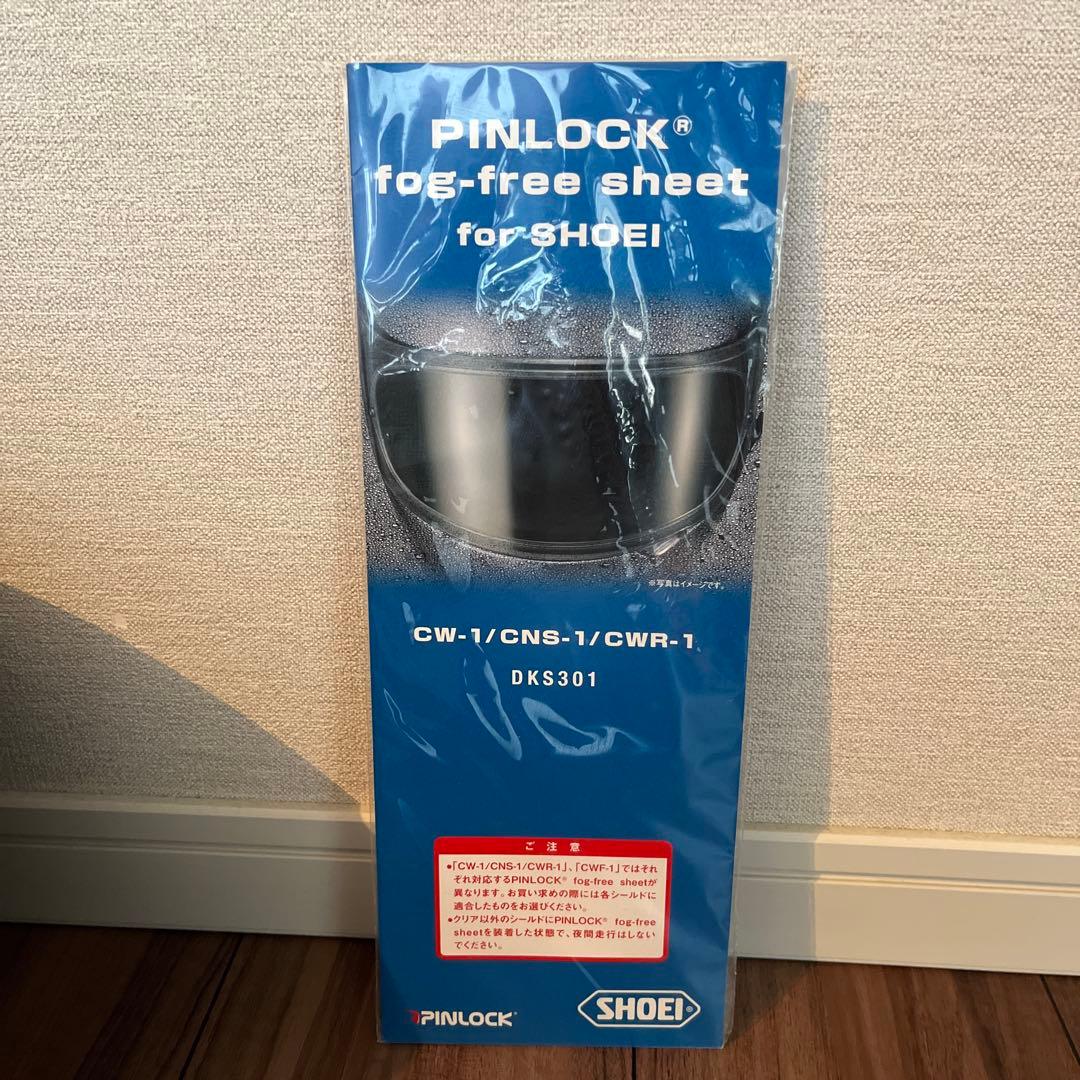 PINLOCK®
fog-free sheet
for SHOEI
※写真はイメージです。
CW-1/CNS-1/CWR-1
DKS301
ご注意
●「CW-1/CNS-1/CWR-1」、「CWF-1」ではそれ
ぞれ対応するPINLOCK® fog-free sheetが
異なります。お買い求めの際には各シールドに
適合したものをお選びください。
●クリア以外のシールドにPINLOCK® fog-free
sheetを装着した状態で、夜間走行はしない
でください。
PINLOCK®
SHOEI®